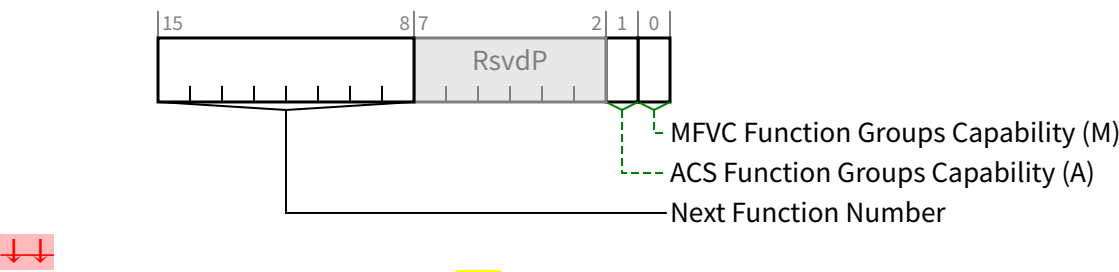 15 8 7 2 1 0
RsvdP
MFVC Function Groups Capability (M)
ACS Function Groups Capability (A)
Next Function Number
↓↓